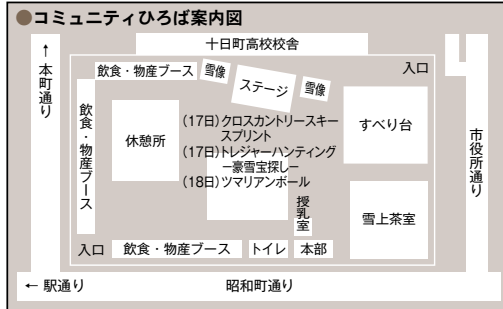 ●コミュニティひろば案内図
十日町高校校舎
↑本町通り
飲食・物産ブース
雪像
ステージ
雪像
入口
飲食・物産ブース
休憩所
(17日)クロスカントリースキー
スプリント
(17日)トレジャーハンティング
ー豪雪宝探しー
(18日)ツマリアンボール
すべり台
市役所通り
授乳室
雪上茶室
入口
飲食・物産ブース
トイレ
本部
← 駅通り
昭和町通り